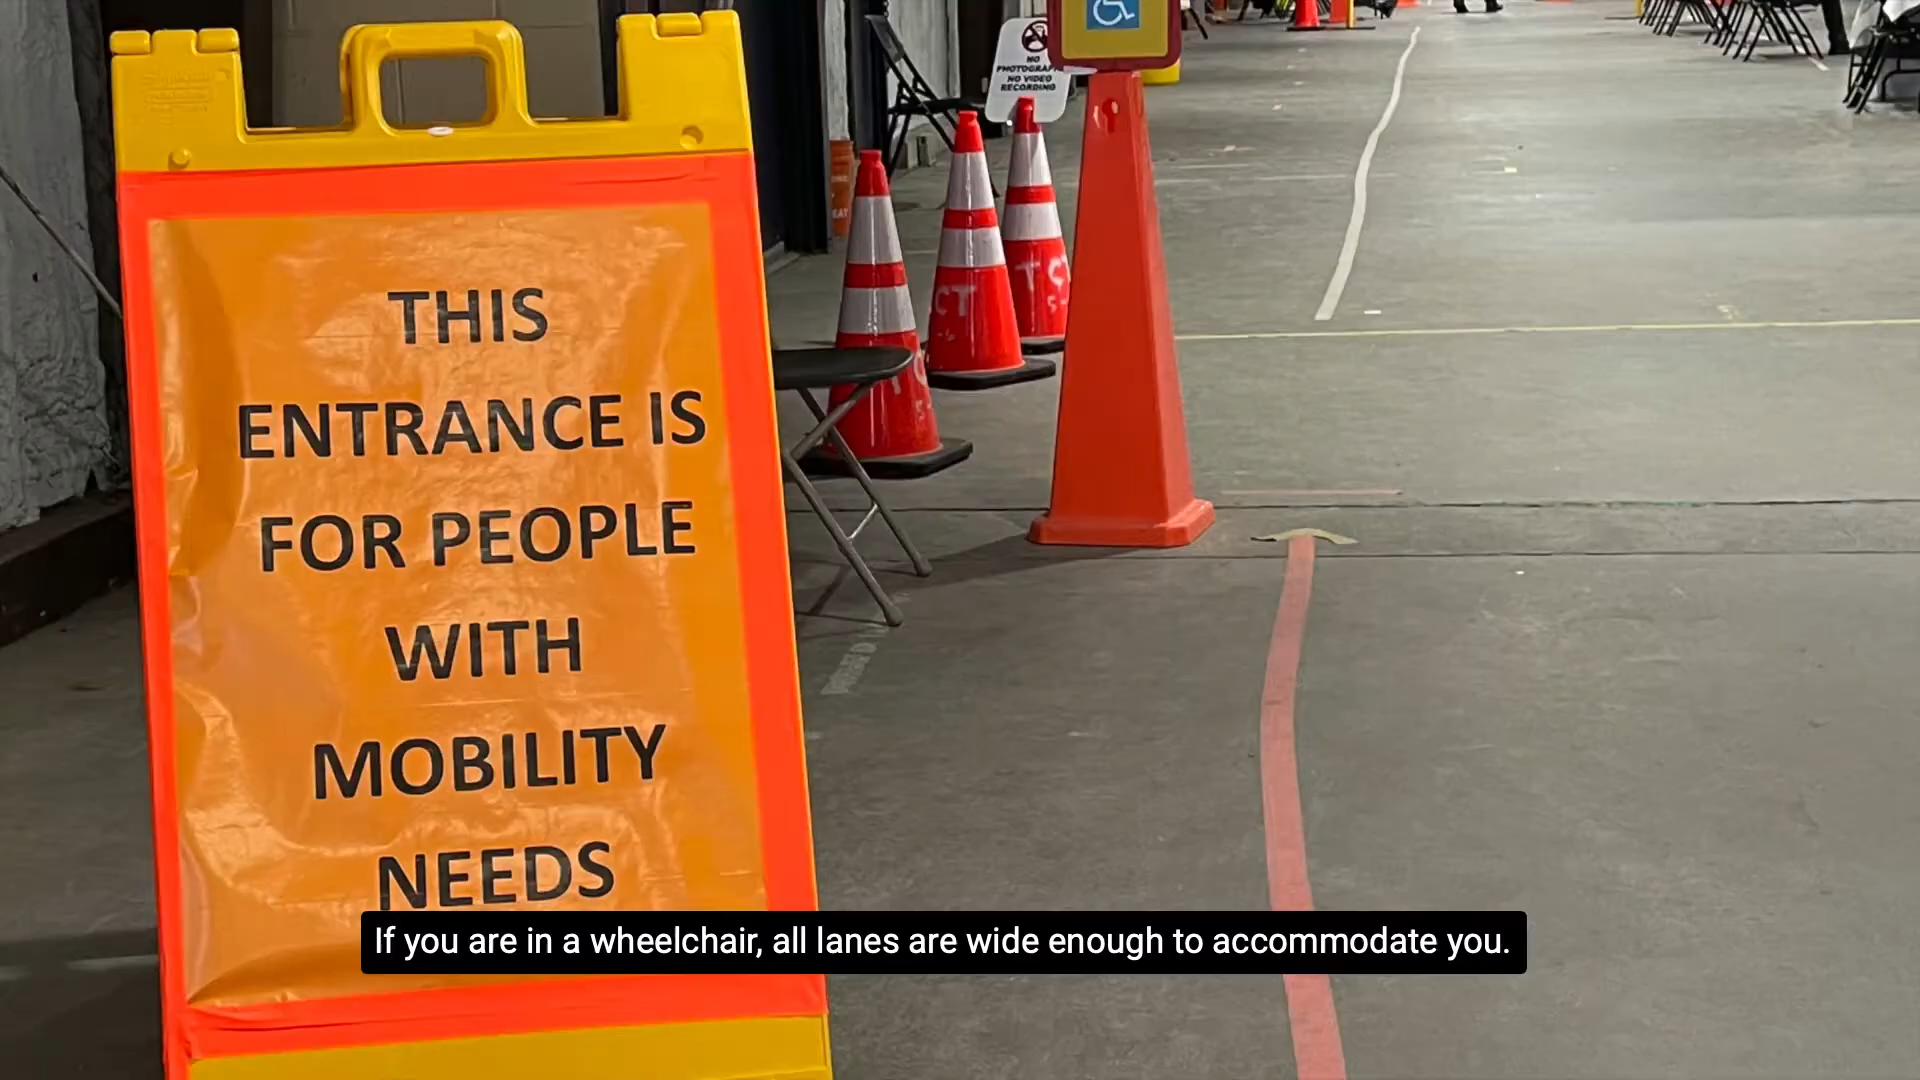 THIS
ENTRANCE IS
FOR PEOPLE
WITH
MOBILITY
NEEDS
NO
VIDEO
RECORDING
CT
If you are in a wheelchair, all lanes are wide enough to accommodate you.